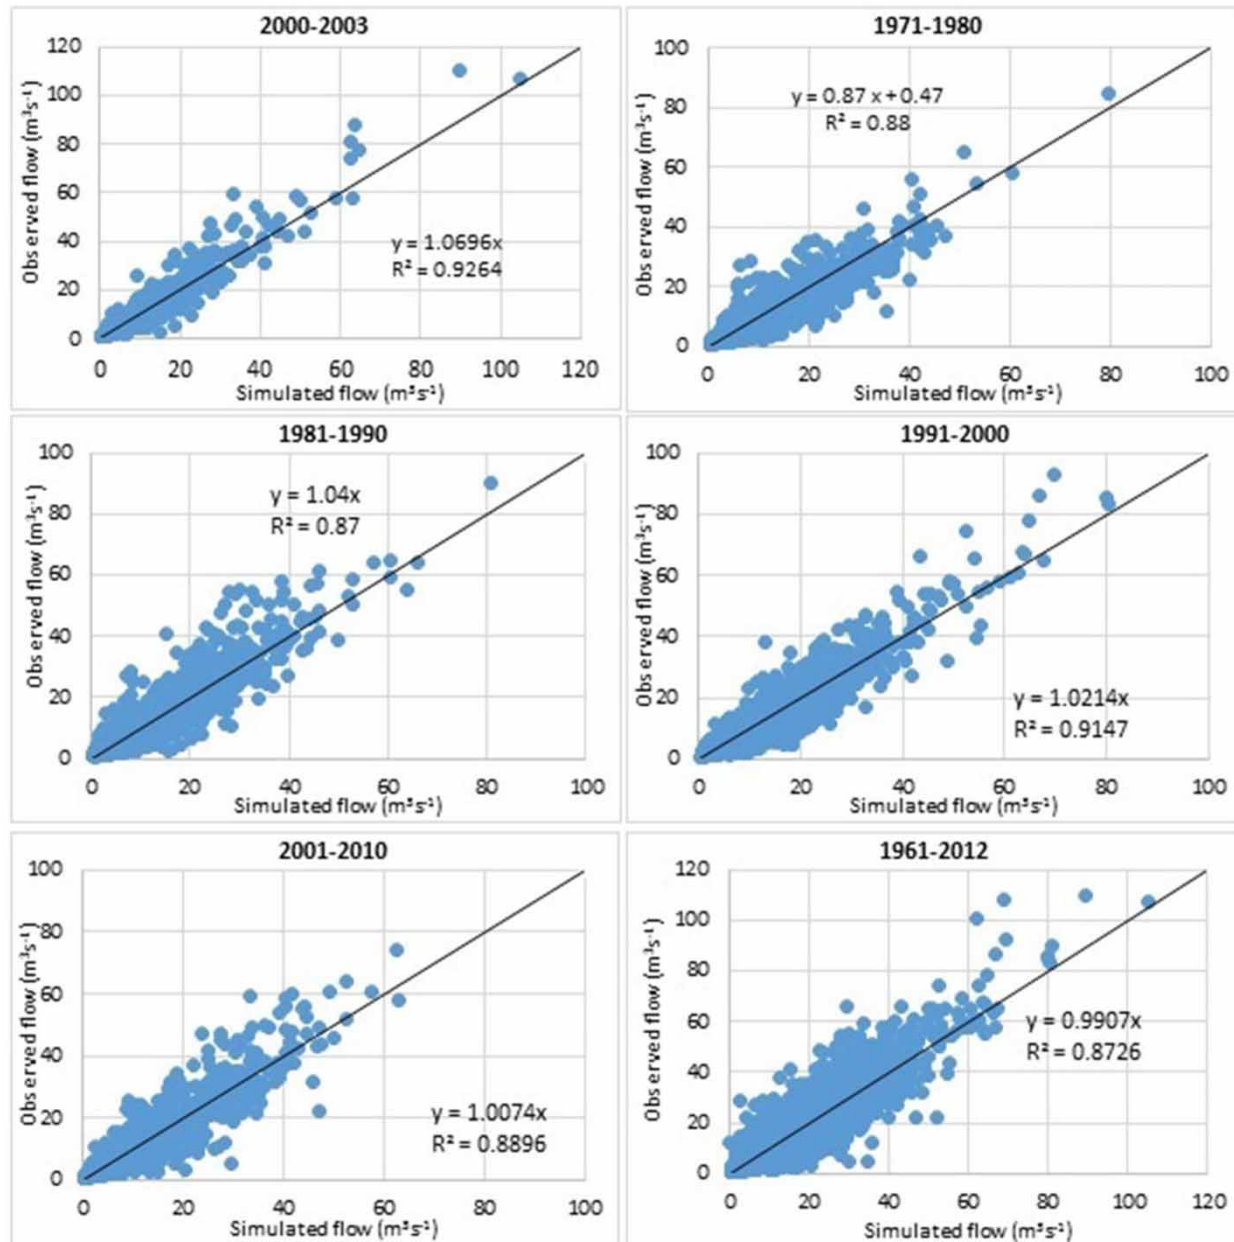 2000-2003
120
100
80
60
40
20
0
Observed flow (m³s⁻¹)
y = 1.0696x
R² = 0.9264
0 20 40 60 80 100 120
Simulated flow (m³s⁻¹)
1971-1980
100
80
60
40
20
0
Observed flow (m³s⁻¹)
y = 0.87 x + 0.47
R² = 0.88
0 20 40 60 80 100
Simulated flow (m³s⁻¹)
1981-1990
100
80
60
40
20
0
Observed flow (m³s⁻¹)
y = 1.04x
R² = 0.87
0 20 40 60 80 100
Simulated flow (m³s⁻¹)
1991-2000
100
80
60
40
20
0
Observed flow (m³s⁻¹)
y = 1.0214x
R² = 0.9147
0 20 40 60 80 100
Simulated flow (m³s⁻¹)
2001-2010
100
80
60
40
20
0
Observed flow (m³s⁻¹)
y = 1.0074x
R² = 0.8896
0 20 40 60 80 100
Simulated flow (m³s⁻¹)
1961-2012
120
100
80
60
40
20
0
Observed flow (m³s⁻¹)
y = 0.9907x
R² = 0.8726
0 20 40 60 80 100 120
Simulated flow (m³s⁻¹)